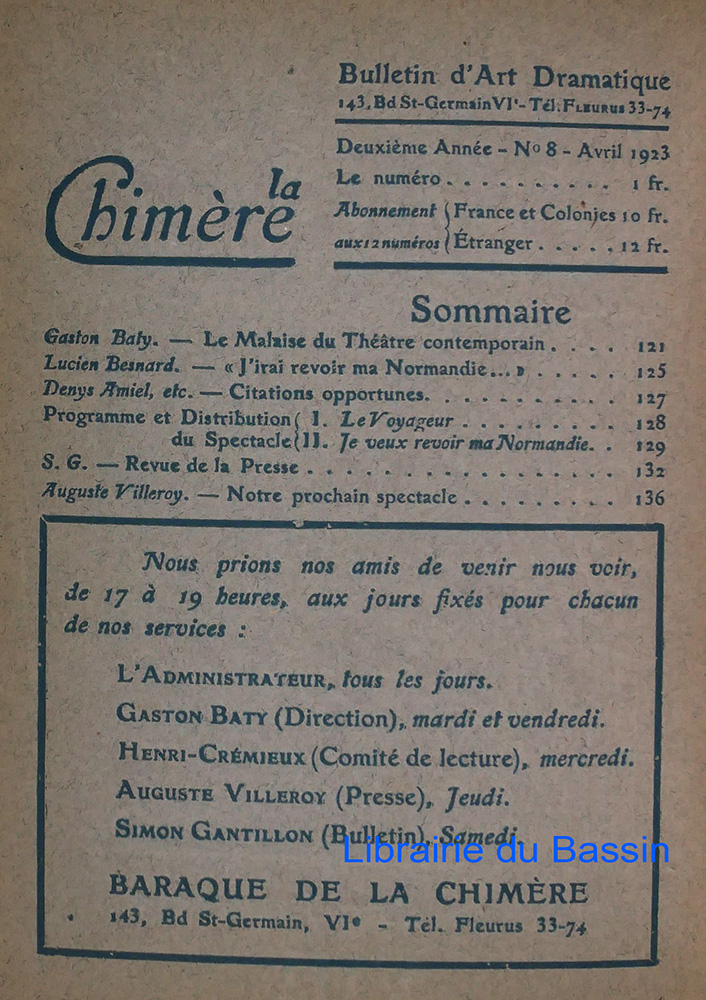 Bulletin d'Art Dramatique
143, Bd St-Germain VIe - Tél. FLEURUS 33-74
Deuxième Année - No 8 - Avril 1923
Le numéro . . . . . . . . . . 1 fr.
Abonnement { France et Colonies 10 fr.
aux 12 numéros { Étranger . . . . . 12 fr.
la
Chimère
Sommaire
Gaston Baty. — Le Malaise du Théâtre contemporain . . . . 121
Lucien Besnard. — « J'irai revoir ma Normandie... » . . . . . 125
Denys Amiel, etc. — Citations opportunes. . . . . . . . . . 127
Programme et Distribution { I. Le Voyageur . . . . . . . . . 128
du Spectacle { II. Je veux revoir ma Normandie. . 129
S. G. — Revue de la Presse . . . . . . . . . . . . . . . . 132
Auguste Villeroy. — Notre prochain spectacle . . . . . . . . . 136
Nous prions nos amis de venir nous voir,
de 17 à 19 heures, aux jours fixés pour chacun
de nos services :
L'ADMINISTRATEUR, tous les jours.
GASTON BATY (Direction), mardi et vendredi.
HENRI-CRÉMIEUX (Comité de lecture), mercredi.
AUGUSTE VILLEROY (Presse), Jeudi.
SIMON GANTILLON (Bulletin), Samedi.
Librairie du Bassin
BARAQUE DE LA CHIMÈRE
143, Bd St-Germain, VIe - Tél. Fleurus 33-74